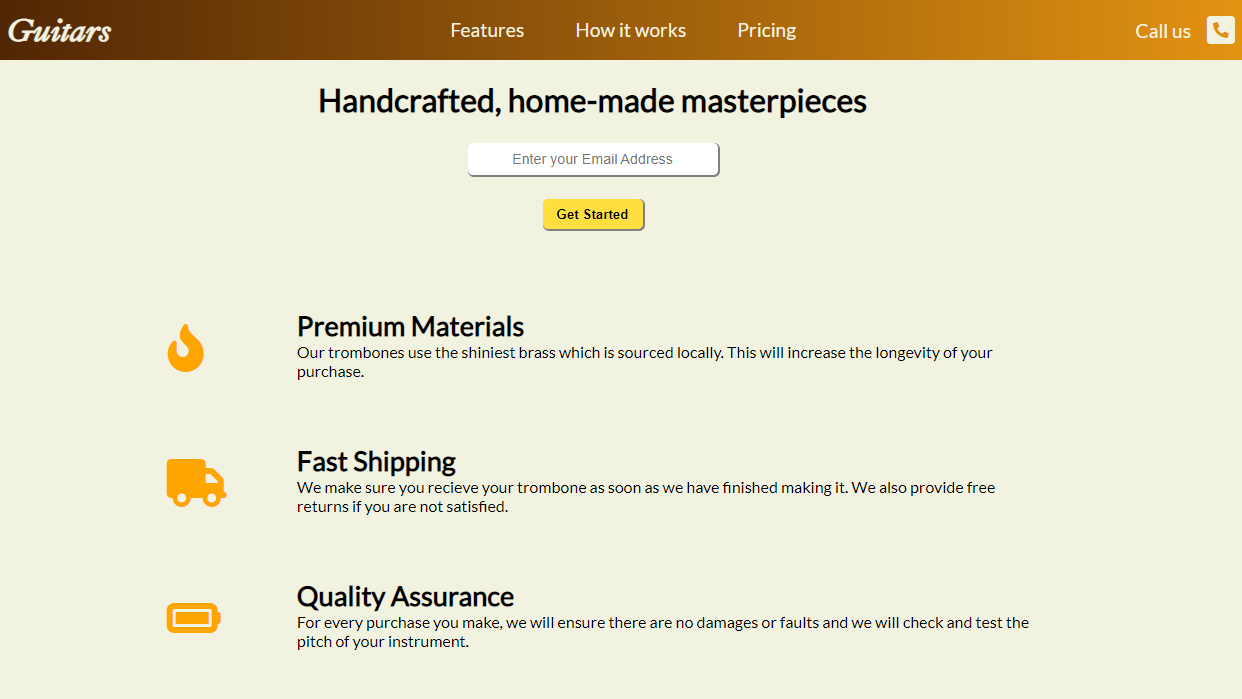 Guitars
Features
How it works
Pricing
Call us
Handcrafted, home-made masterpieces
Enter your Email Address
Get Started
Premium Materials
Our trombones use the shiniest brass which is sourced locally. This will increase the longevity of your
purchase.
Fast Shipping
We make sure you recieve your trombone as soon as we have finished making it. We also provide free
returns if you are not satisfied.
Quality Assurance
For every purchase you make, we will ensure there are no damages or faults and we will check and test the
pitch of your instrument.